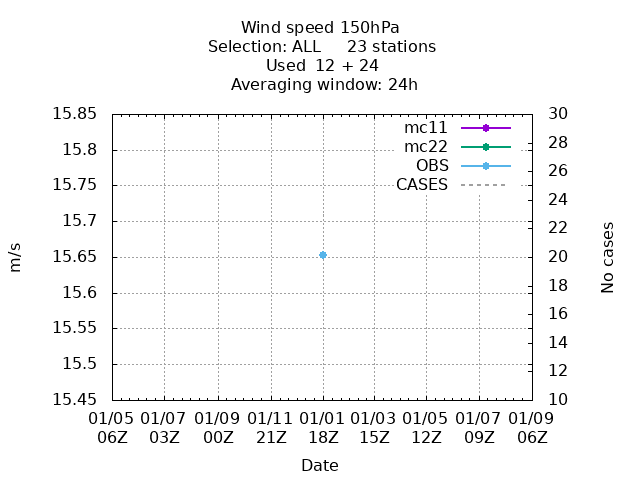 Wind speed 150hPa
Selection: ALL 23 stations
Used 12 + 24
Averaging window: 24h
15.85
15.8
15.75
15.7
15.65
15.6
15.55
15.5
15.45
m/s
mc11
mc22
OBS
CASES
30
28
26
24
22
20
18
16
14
12
10
No cases
01/05 01/07 01/09 01/11 01/01 01/03 01/05 01/07 01/09
06Z 03Z 00Z 21Z 18Z 15Z 12Z 09Z 06Z
Date